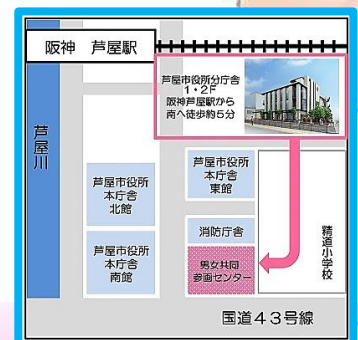 阪神 芦屋駅
芦屋市役所分庁舎
1・2F
阪神芦屋駅から
南へ徒歩約5分
芦屋川
芦屋市役所
本庁舎
北館
芦屋市役所
本庁舎
東館
芦屋市役所
本庁舎
南館
消防庁舎
男女共同
参画センター
精道小学校
国道43号線